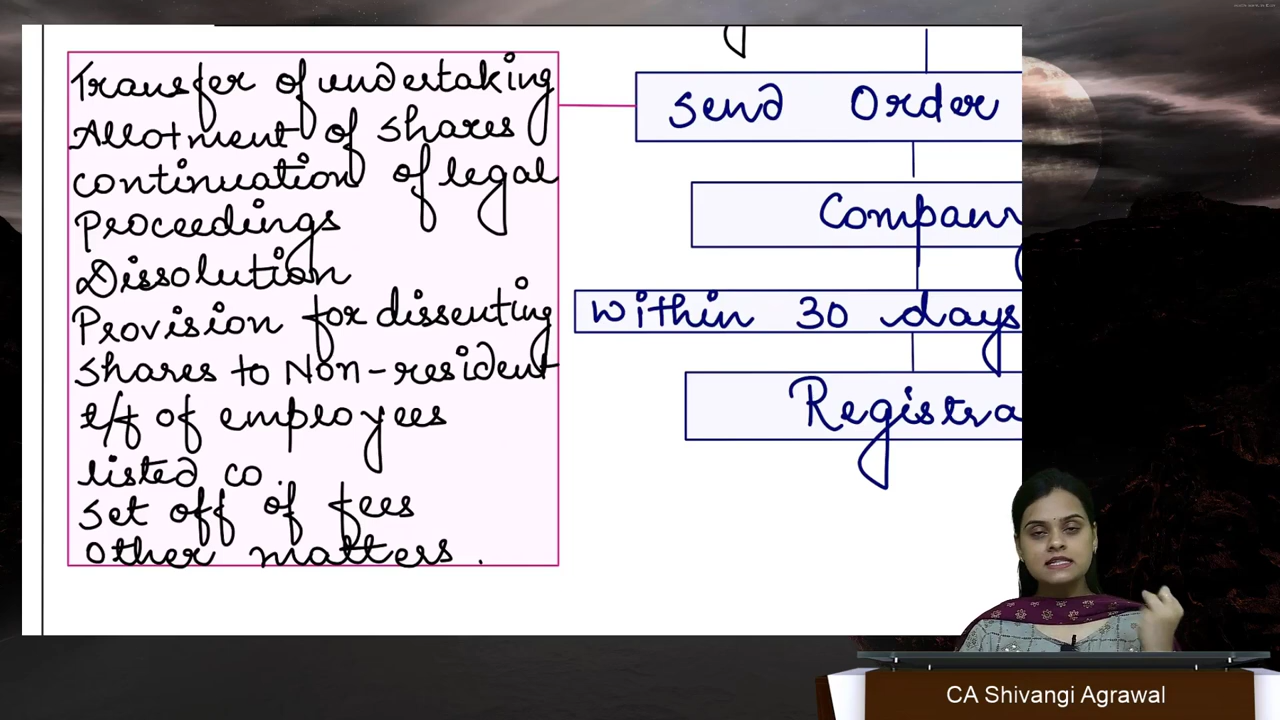 Transfer of undertaking
Allotment of shares
continuation of legal
Proceedings
Dissolution
Provision for dissenting
shares to Non-resident
t/f of employees
listed co.
set off of fees
other matters.
Send Order
Compan
Within 30 days
Registra
CA Shivangi Agrawal